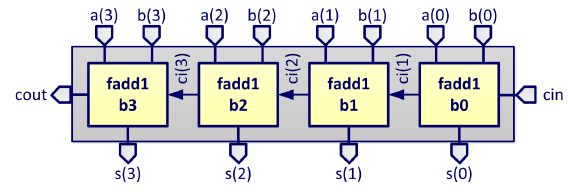 a(3) b(3) a(2) b(2) a(1) b(1) a(0) b(0)
ci(3) ci(2) ci(1)
fadd1 fadd1 fadd1 fadd1
cout b3 b2 b1 b0 cin
s(3) s(2) s(1) s(0)